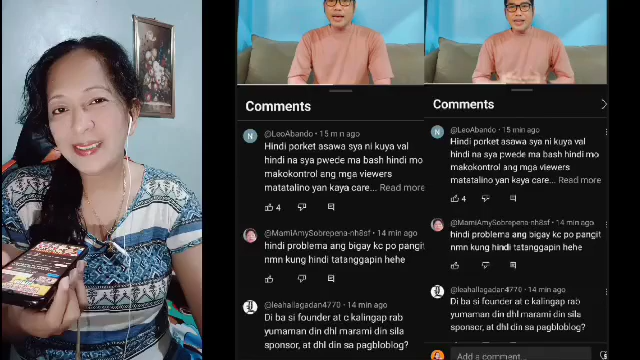 Comments
@LeoAbando • 15 min ago
Hindi porket asawa sya ni kuya val
hindi na sya pwede ma bash hindi mo
makokontrol ang mga viewers
matatalino yan kaya care... Read more
4
@MamiAmySobrepena-nh8sf • 14 min ago
hindi problema ang bigay kc po pangit
nmn kung hindi tatanggapin hehe
@leahallagadan4770 • 14 min ago
Di ba si founder at c kalingap rab
yumaman din dhl marami din sila
sponsor, at dhl din sa pagbloblog?
Comments
@LeoAbando • 15 min ago
Hindi porket asawa sya ni kuya val
hindi na sya pwede ma bash hindi mo
makokontrol ang mga viewers
matatalino yan kaya care... Read more
4
@MamiAmySobrepena-nh8sf • 14 min ago
hindi problema ang bigay kc po pangit
nmn kung hindi tatanggapin hehe
@leahallagadan4770 • 14 min ago
Di ba si founder at c kalingap rab
yumaman din dhl marami din sila
sponsor, at dhl din sa pagbloblog?
Add a comment...